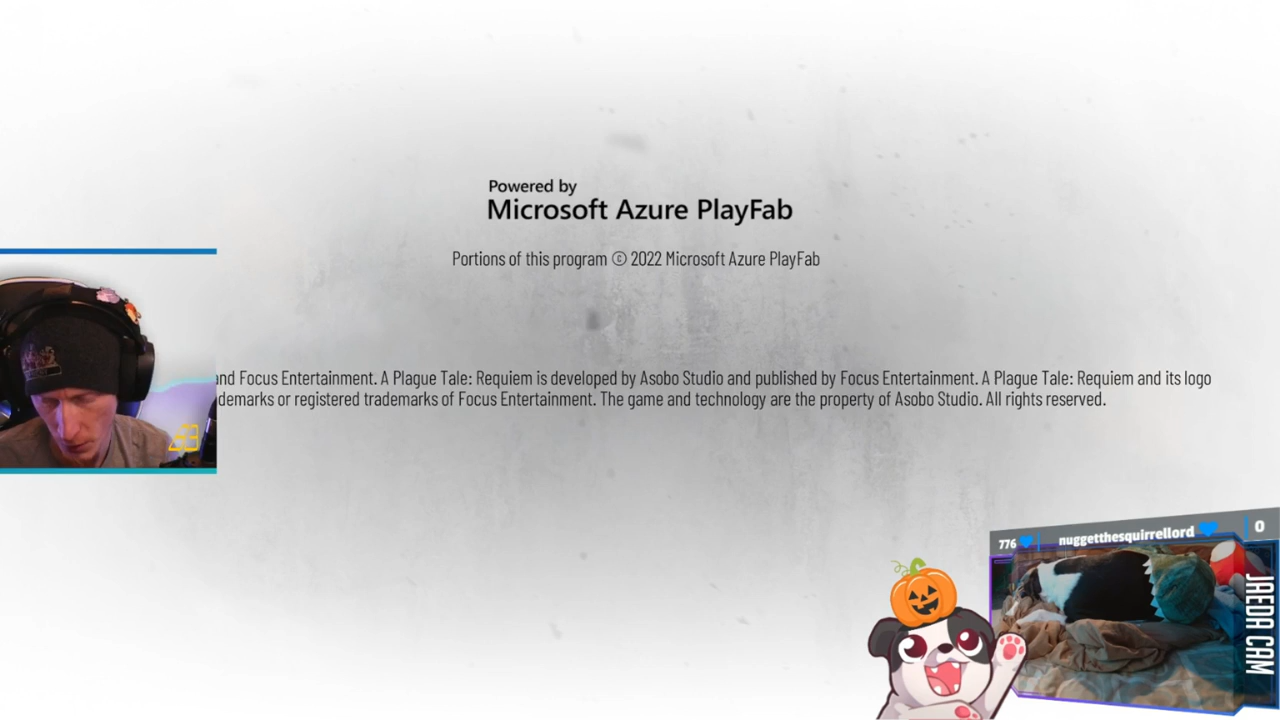 Powered by
Microsoft Azure PlayFab
Portions of this program © 2022 Microsoft Azure PlayFab
and Focus Entertainment. A Plague Tale: Requiem is developed by Asobo Studio and published by Focus Entertainment. A Plague Tale: Requiem and its logo
demarks or registered trademarks of Focus Entertainment. The game and technology are the property of Asobo Studio. All rights reserved.
776 nuggetthesquirrellord 0
JAEDA CAM